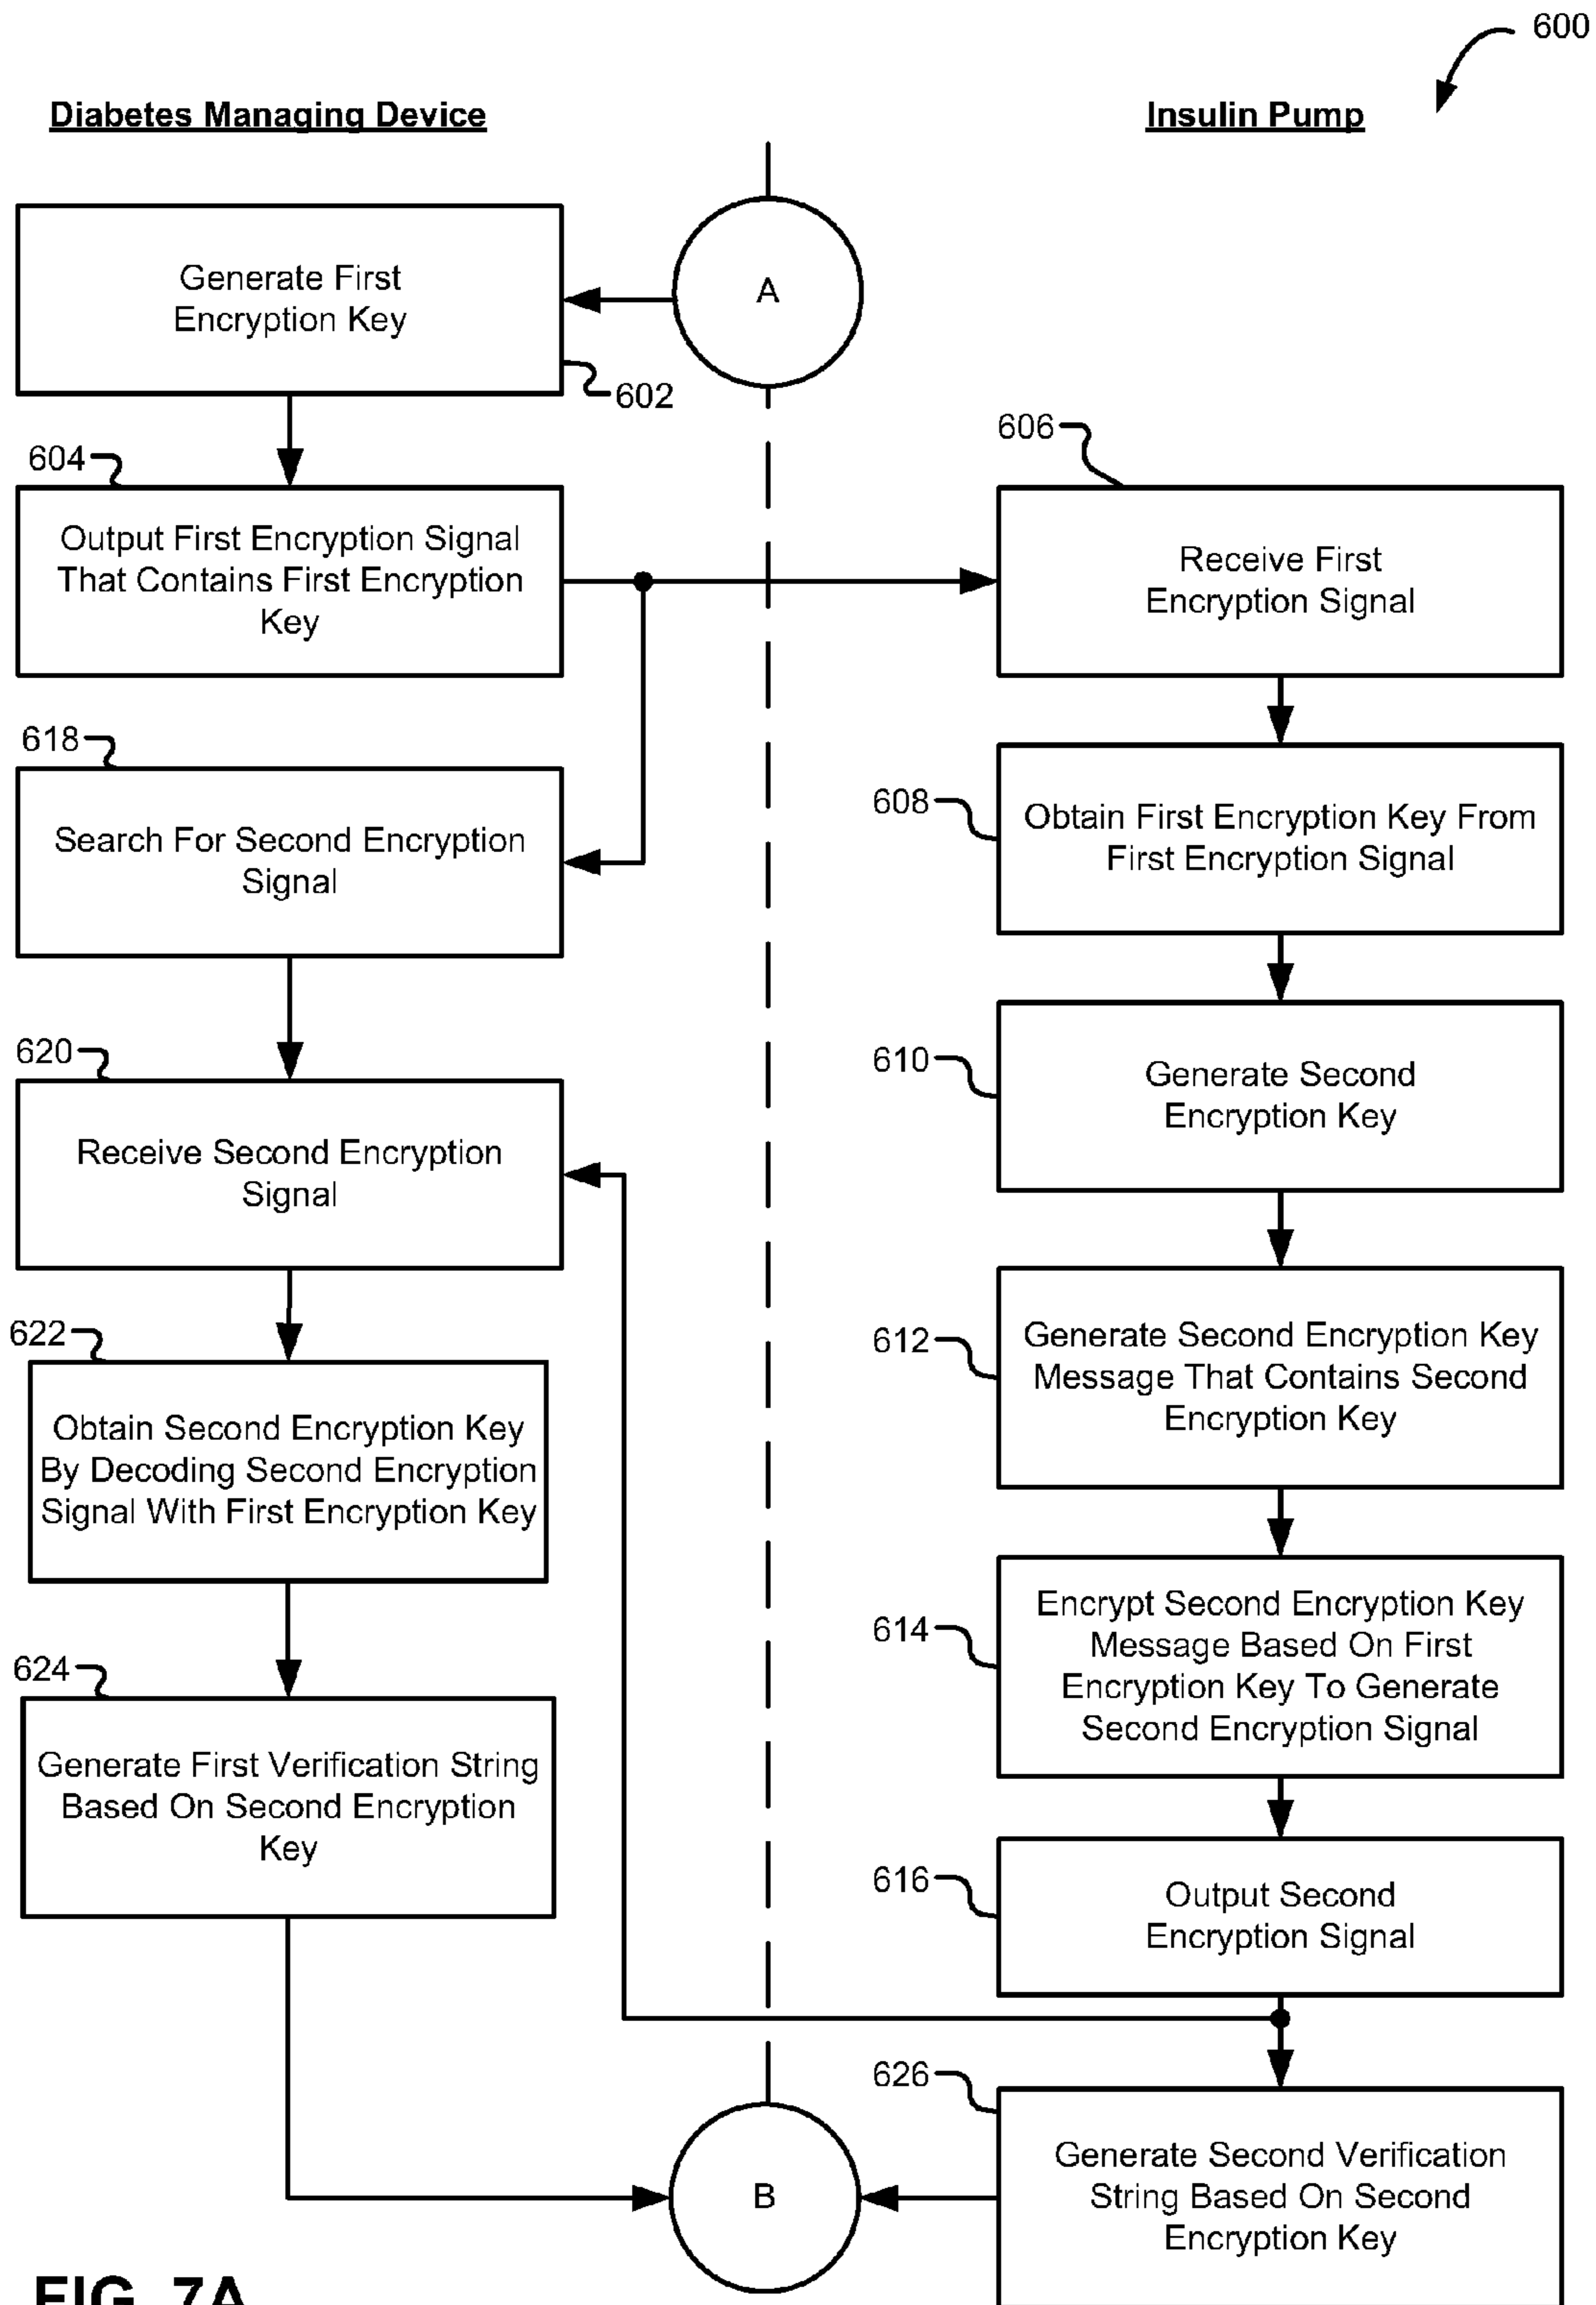 600
Diabetes Managing Device
Insulin Pump
A
Generate First
Encryption Key
602
604
Output First Encryption Signal
That Contains First Encryption
Key
606
Receive First
Encryption Signal
618
Search For Second Encryption
Signal
608
Obtain First Encryption Key From
First Encryption Signal
620
Receive Second Encryption
Signal
610
Generate Second
Encryption Key
622
Obtain Second Encryption Key
By Decoding Second Encryption
Signal With First Encryption Key
612
Generate Second Encryption Key
Message That Contains Second
Encryption Key
624
Generate First Verification String
Based On Second Encryption
Key
614
Encrypt Second Encryption Key
Message Based On First
Encryption Key To Generate
Second Encryption Signal
616
Output Second
Encryption Signal
626
Generate Second Verification
String Based On Second
Encryption Key
B
FIG. 7A